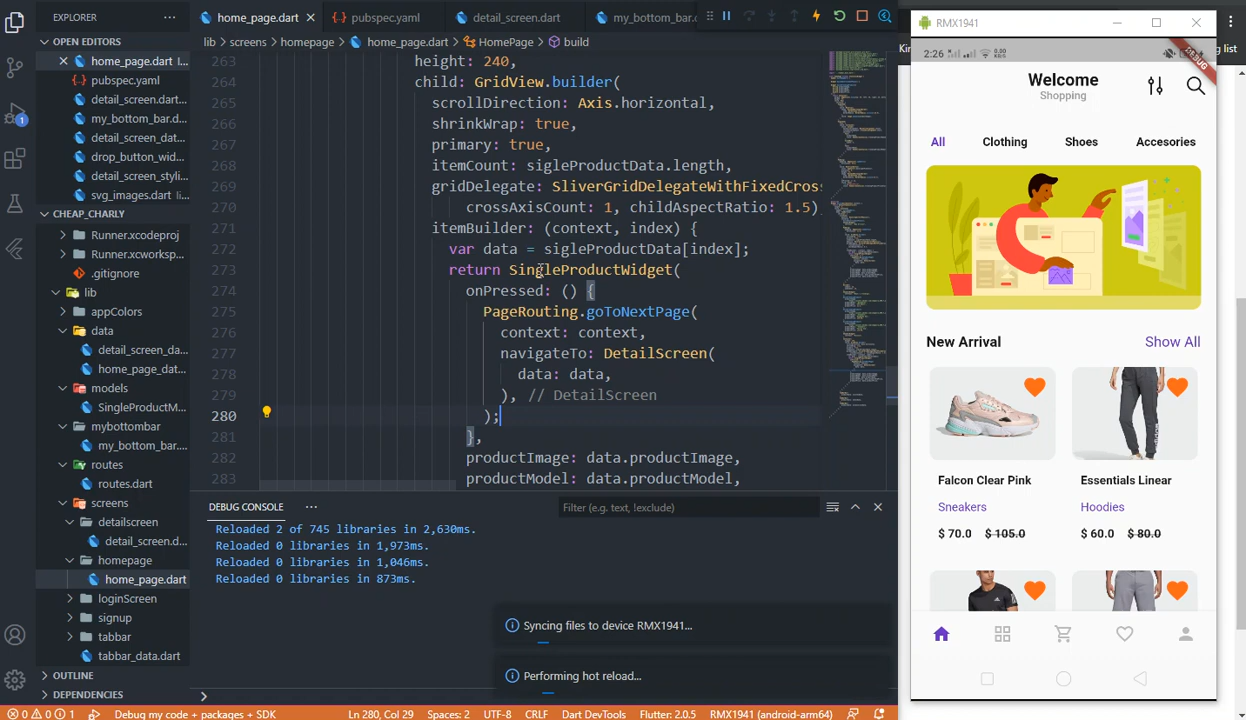 EXPLORER
OPEN EDITORS
home_page.dart l...
pubspec.yaml
detail_screen.dart...
my_bottom_bar.d...
detail_screen_dat...
drop_button_wid...
detail_screen_styli...
svg_images.dart li...
CHEAP_CHARLY
Runner.xcodeproj
Runner.xcworksp...
.gitignore
lib
appColors
data
detail_screen_da...
home_page_dat...
models
SingleProductM...
mybottombar
my_bottom_bar....
routes
routes.dart
screens
detailscreen
detail_screen.d...
homepage
home_page.dart
loginScreen
signup
tabbar
tabbar_data.dart
OUTLINE
DEPENDENCIES
home_page.dart
pubspec.yaml
detail_screen.dart
my_bottom_bar.
lib > screens > homepage > home_page.dart > HomePage > build
263 height: 240,
264 child: GridView.builder(
265 scrollDirection: Axis.horizontal,
266 shrinkWrap: true,
267 primary: true,
268 itemCount: sigleProductData.length,
269 gridDelegate: SliverGridDelegateWithFixedCross
270 crossAxisCount: 1, childAspectRatio: 1.5)
271 itemBuilder: (context, index) {
272 var data = sigleProductData[index];
273 return SingleProductWidget(
274 onPressed: () {
275 PageRouting.goToNextPage(
276 context: context,
277 navigateTo: DetailScreen(
278 data: data,
279 ), // DetailScreen
280 );
281 },
282 productImage: data.productImage,
283 productModel: data.productModel,
DEBUG CONSOLE ...
Filter (e.g. text, !exclude)
Reloaded 2 of 745 libraries in 2,630ms.
Reloaded 0 libraries in 1,973ms.
Reloaded 0 libraries in 1,046ms.
Reloaded 0 libraries in 873ms.
Syncing files to device RMX1941...
Performing hot reload...
0 0 1
Debug my code + packages + SDK
Ln 280, Col 29
Spaces: 2
UTF-8
CRLF
Dart DevTools
Flutter: 2.0.5
RMX1941 (android-arm64)
RMX1941
2:26
DEBUG
Welcome
Shopping
All
Clothing
Shoes
Accesories
New Arrival
Show All
Falcon Clear Pink
Sneakers
$ 70.0 $ 105.0
Essentials Linear
Hoodies
$ 60.0 $ 80.0
g list